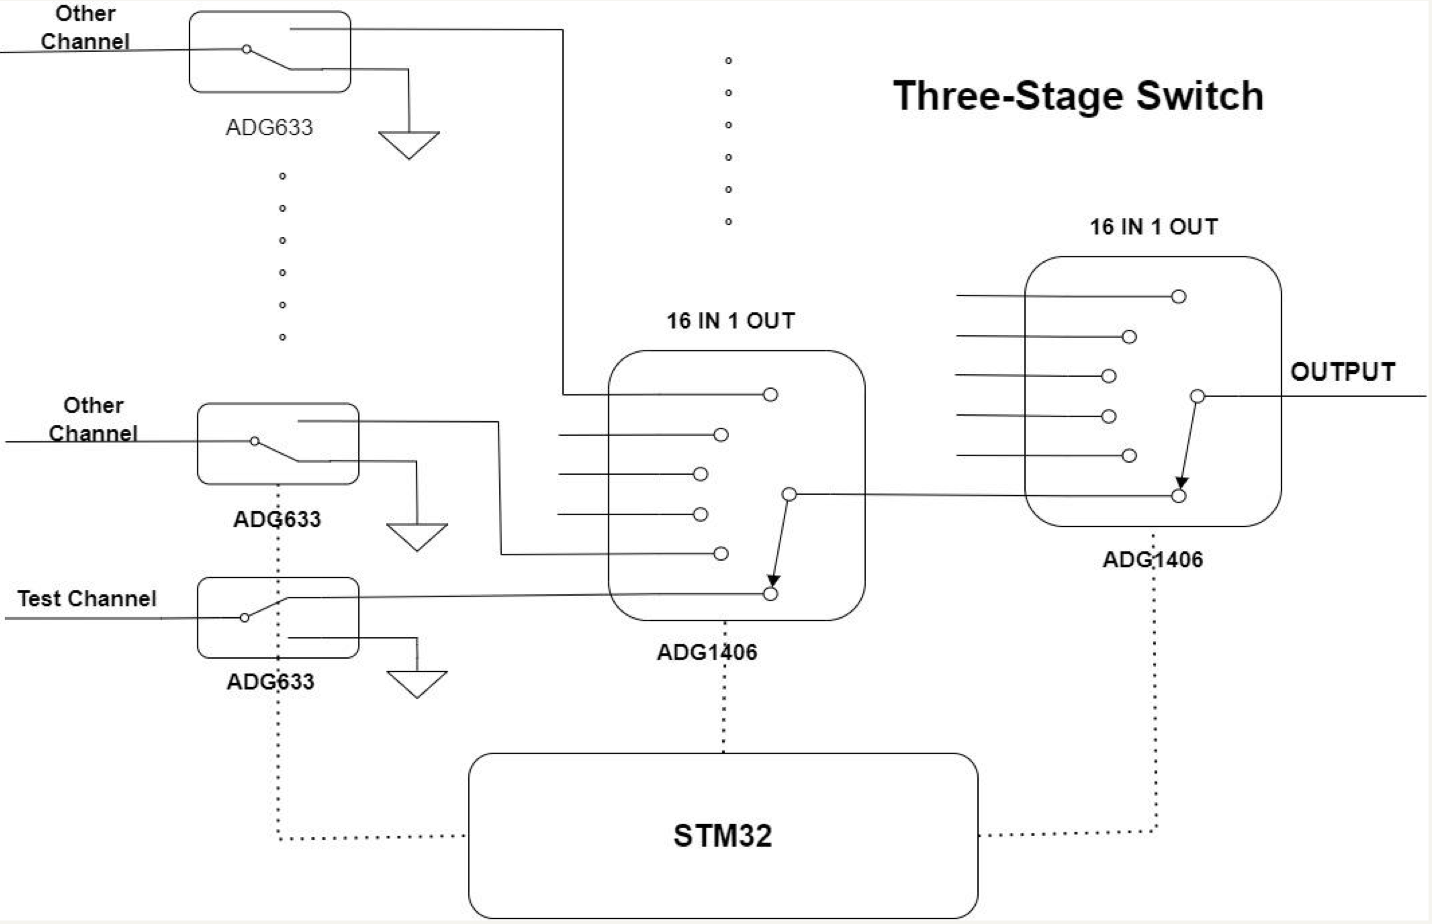 Other
Channel
ADG633
Three-Stage Switch
16 IN 1 OUT
16 IN 1 OUT
OUTPUT
Other
Channel
ADG633
ADG1406
Test Channel
ADG1406
ADG633
STM32